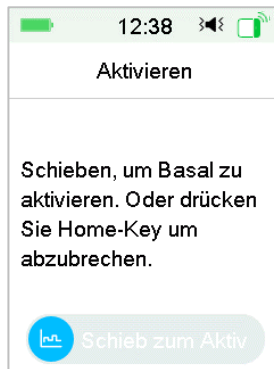 12:38
Aktivieren
Schieben, um Basal zu
aktivieren. Oder drücken
Sie Home-Key um
abzubrechen.
Schieb zum Aktiv